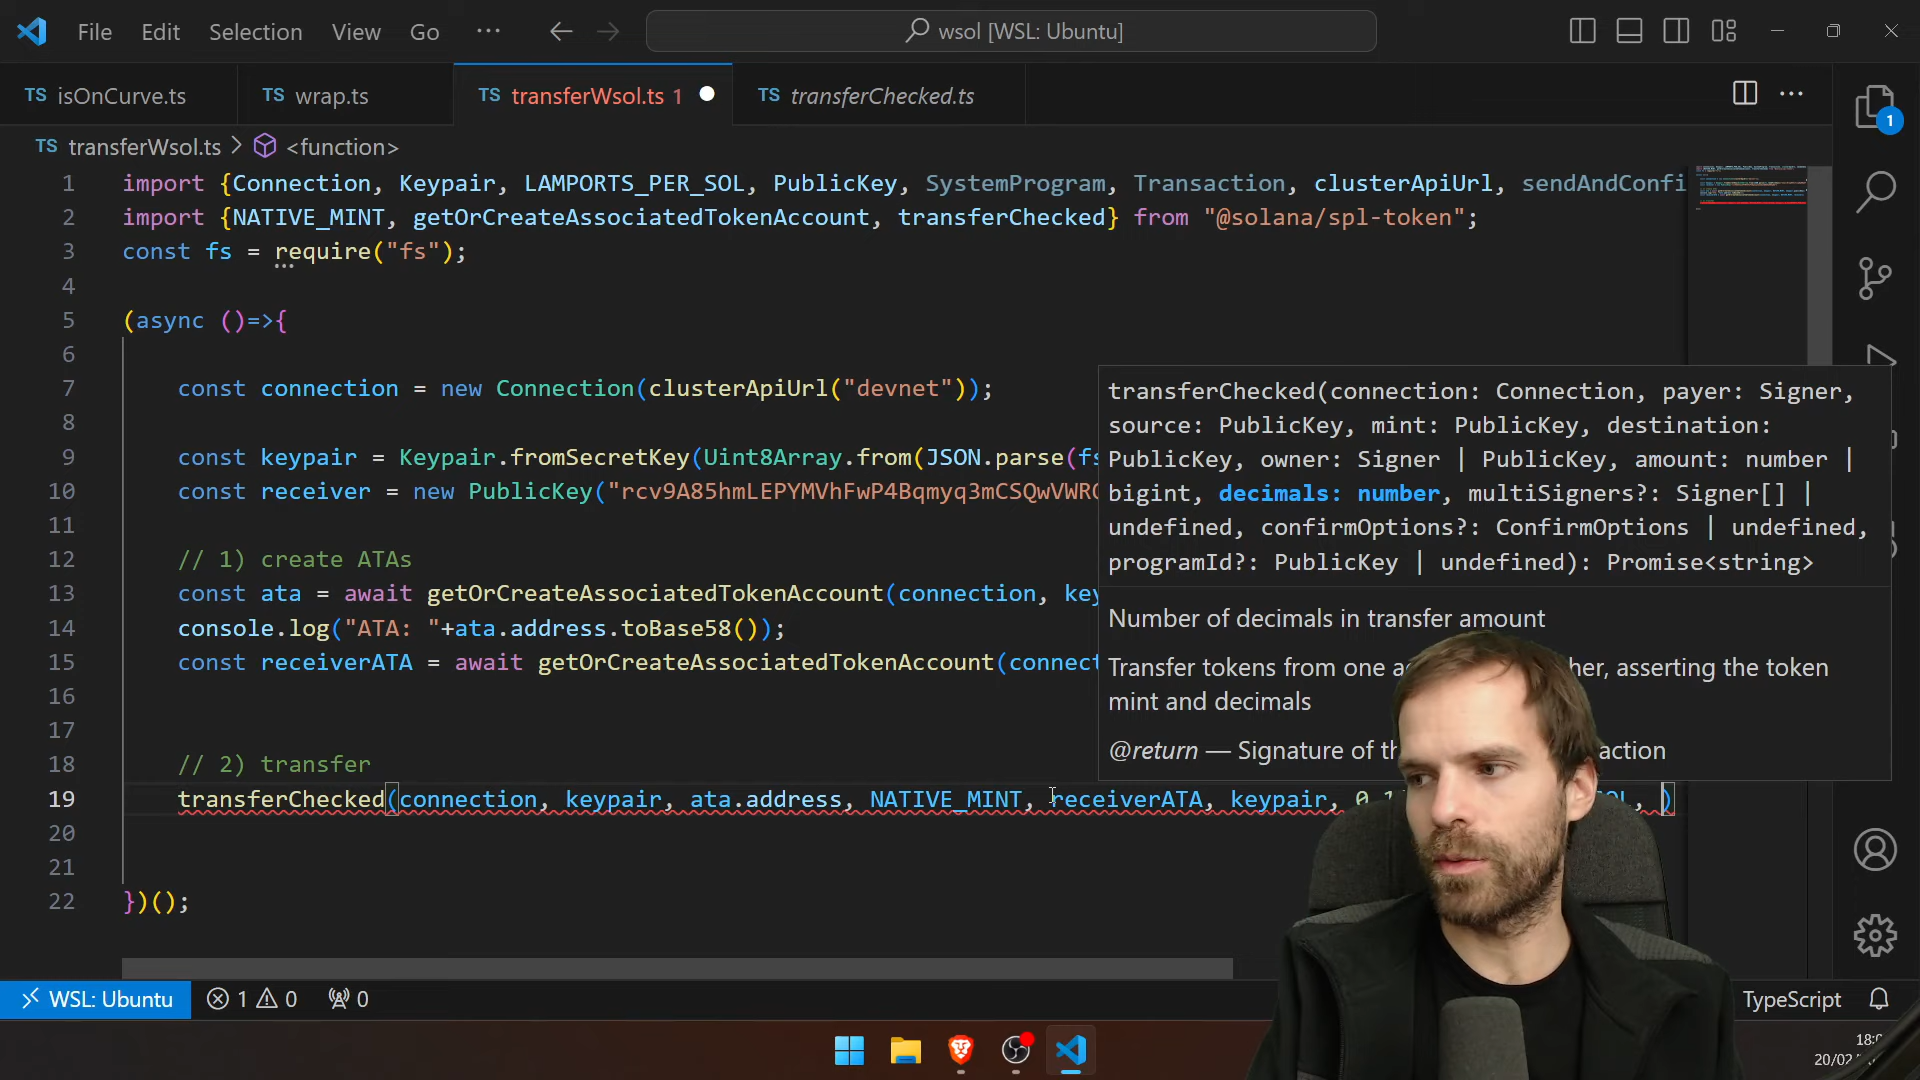 File Edit Selection View Go ··· wsol [WSL: Ubuntu]
TS isOnCurve.ts TS wrap.ts TS transferWsol.ts 1 TS transferChecked.ts
TS transferWsol.ts > <function>
1 import {Connection, Keypair, LAMPORTS_PER_SOL, PublicKey, SystemProgram, Transaction, clusterApiUrl, sendAndConfi
2 import {NATIVE_MINT, getOrCreateAssociatedTokenAccount, transferChecked} from "@solana/spl-token";
3 const fs = require("fs");
4
5 (async ()=>{
6
7 const connection = new Connection(clusterApiUrl("devnet"));
8
9 const keypair = Keypair.fromSecretKey(Uint8Array.from(JSON.parse(fs
10 const receiver = new PublicKey("rcv9A85hmLEPYMVhFwP4Bqmyq3mCSQwVWRC
11
12 // 1) create ATAs
13 const ata = await getOrCreateAssociatedTokenAccount(connection, key
14 console.log("ATA: "+ata.address.toBase58());
15 const receiverATA = await getOrCreateAssociatedTokenAccount(connect
16
17
18 // 2) transfer
19 transferChecked(connection, keypair, ata.address, NATIVE_MINT, receiverATA, keypair, )
20
21
22 })();
transferChecked(connection: Connection, payer: Signer,
source: PublicKey, mint: PublicKey, destination:
PublicKey, owner: Signer | PublicKey, amount: number |
bigint, decimals: number, multiSigners?: Signer[] |
undefined, confirmOptions?: ConfirmOptions | undefined,
programId?: PublicKey | undefined): Promise<string>
Number of decimals in transfer amount
Transfer tokens from one asserting the token
mint and decimals
@return — Signature of
1
WSL: Ubuntu 1 0 0 TypeScript